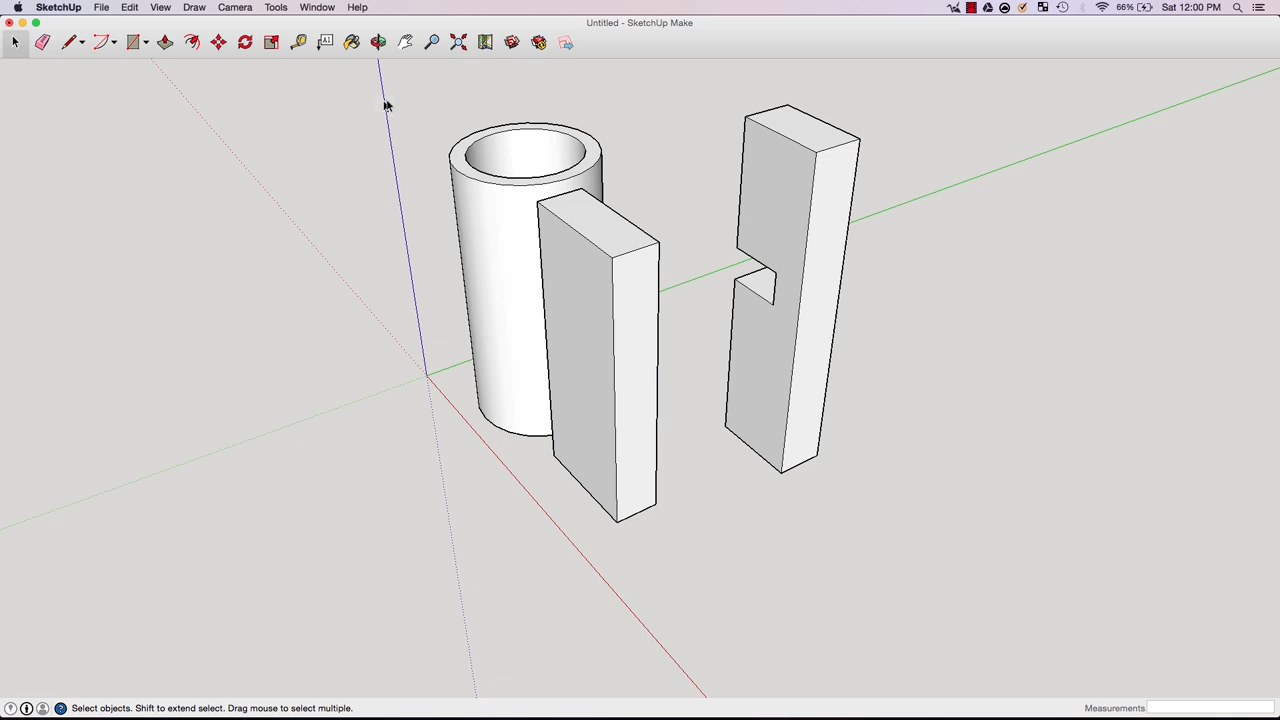 SketchUp File Edit View Draw Camera Tools Window Help 66% Sat 12:00 PM
Untitled - SketchUp Make
A1
Select objects. Shift to extend select. Drag mouse to select multiple. Measurements